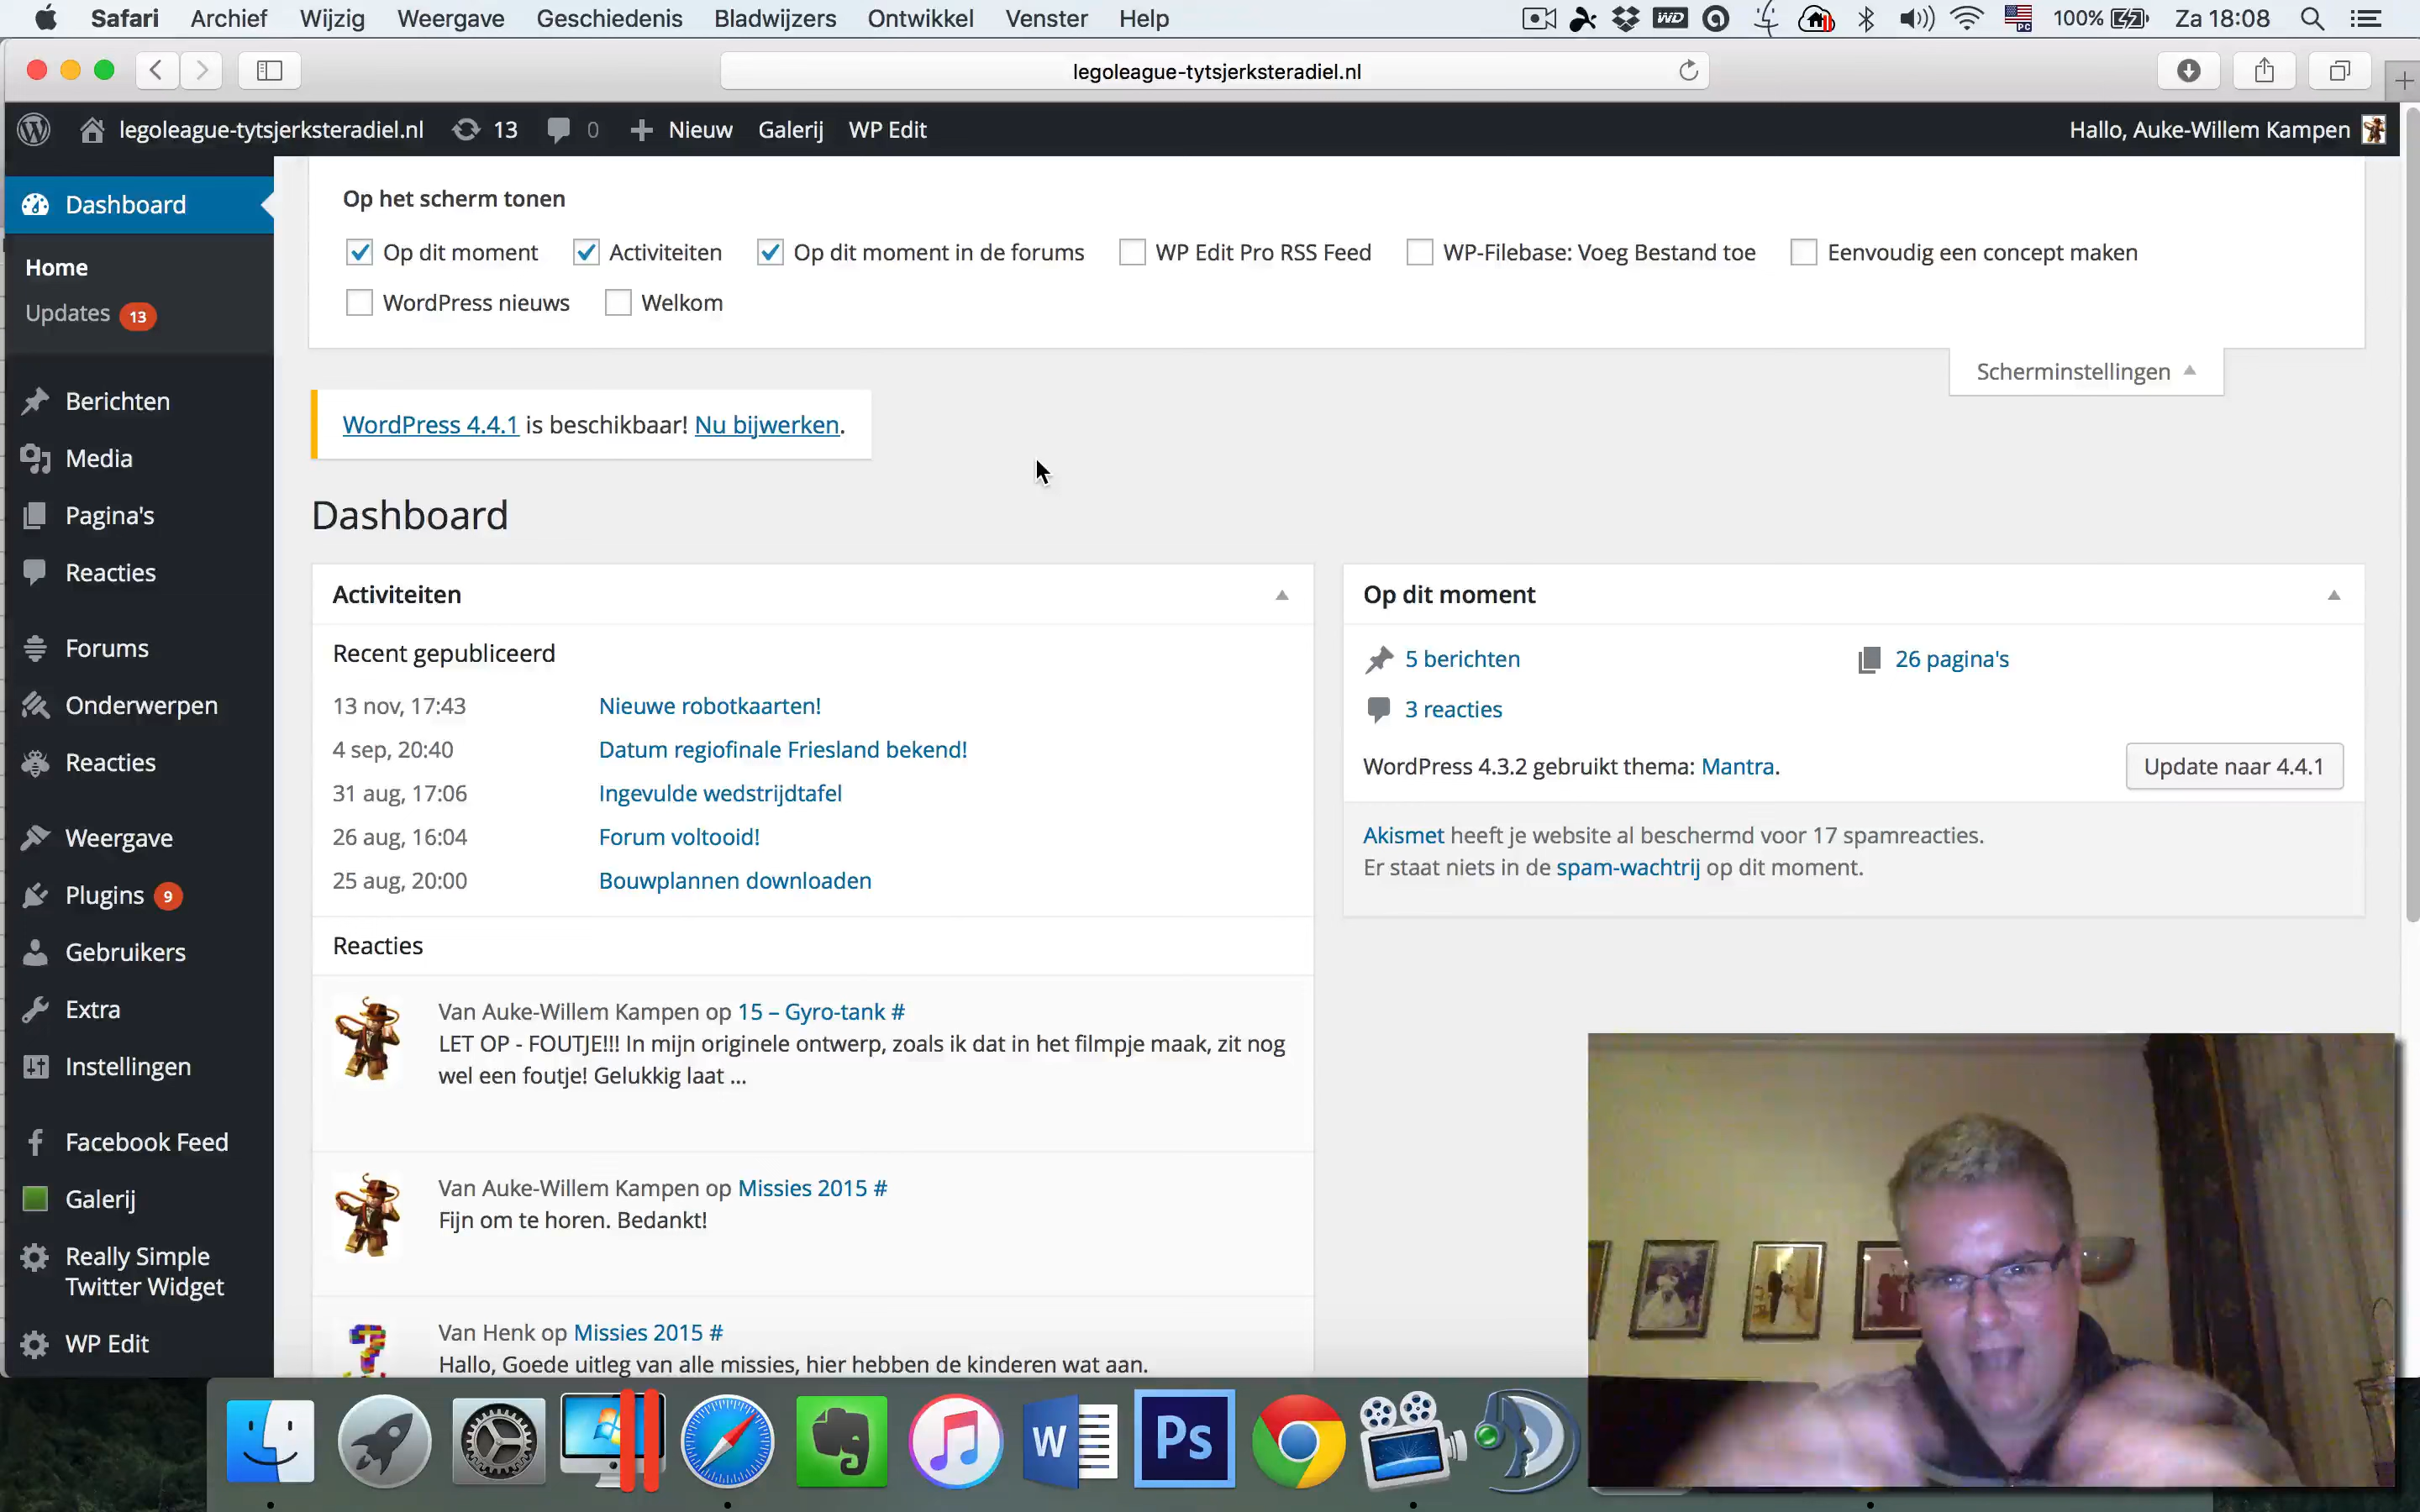 Safari Archief Wijzig Weergave Geschiedenis Bladwijzers Ontwikkel Venster Help WD 100% Za 18:08
legoleague-tytsjerksteradiel.nl
legoleague-tytsjerksteradiel.nl 13 0 Nieuw Galerij WP Edit Hallo, Auke-Willem Kampen
Dashboard
Home
Updates 13
Berichten
Media
Pagina's
Reacties
Forums
Onderwerpen
Reacties
Weergave
Plugins 9
Gebruikers
Extra
Instellingen
Facebook Feed
Galerij
Really Simple
Twitter Widget
WP Edit
Op het scherm tonen
Op dit moment Activiteiten Op dit moment in de forums WP Edit Pro RSS Feed WP-Filebase: Voeg Bestand toe Eenvoudig een concept maken
WordPress nieuws Welkom
Scherminstellingen
WordPress 4.4.1 is beschikbaar! Nu bijwerken.
Dashboard
Activiteiten
Recent gepubliceerd
13 nov, 17:43 Nieuwe robotkaarten!
4 sep, 20:40 Datum regiofinale Friesland bekend!
31 aug, 17:06 Ingevulde wedstrijdtafel
26 aug, 16:04 Forum voltooid!
25 aug, 20:00 Bouwplannen downloaden
Reacties
Van Auke-Willem Kampen op 15 – Gyro-tank #
LET OP - FOUTJE!!! In mijn originele ontwerp, zoals ik dat in het filmpje maak, zit nog
wel een foutje! Gelukkig laat ...
Van Auke-Willem Kampen op Missies 2015 #
Fijn om te horen. Bedankt!
Van Henk op Missies 2015 #
Hallo, Goede uitleg van alle missies, hier hebben de kinderen wat aan.
Op dit moment
5 berichten 26 pagina's
3 reacties
WordPress 4.3.2 gebruikt thema: Mantra. Update naar 4.4.1
Akismet heeft je website al beschermd voor 17 spamreacties.
Er staat niets in de spam-wachtrij op dit moment.
W Ps